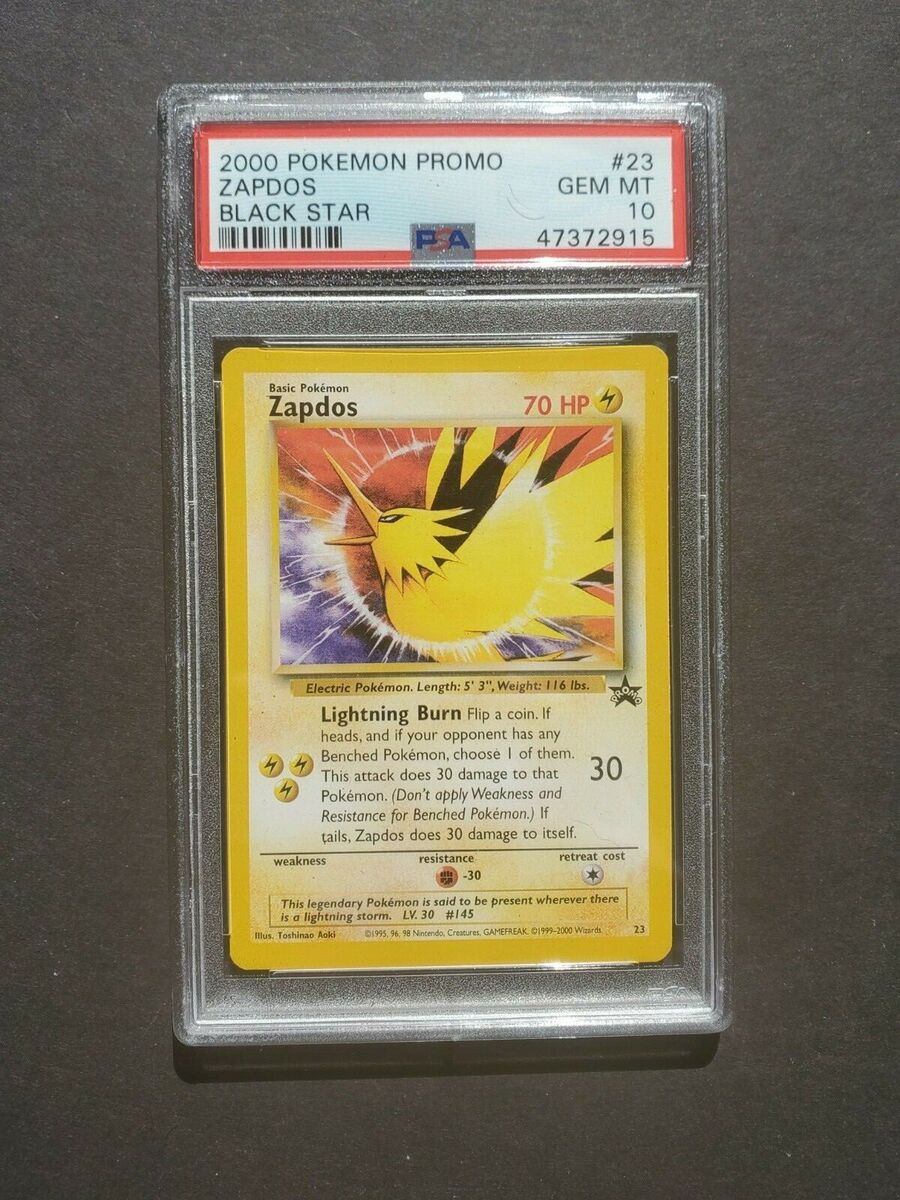 2000 POKEMON PROMO #23
ZAPDOS GEM MT
BLACK STAR 10
PSA 47372915
Basic Pokémon
Zapdos 70 HP
Electric Pokémon. Length: 5' 3", Weight: 116 lbs.
PROMO
Lightning Burn Flip a coin. If
heads, and if your opponent has any
Benched Pokémon, choose 1 of them.
This attack does 30 damage to that 30
Pokémon. (Don't apply Weakness and
Resistance for Benched Pokémon.) If
tails, Zapdos does 30 damage to itself.
weakness resistance retreat cost
-30
This legendary Pokémon is said to be present wherever there
is a lightning storm. LV. 30 #145
Illus. Toshinao Aoki ©1995, 96, 98 Nintendo, Creatures, GAMEFREAK. ©1999-2000 Wizards. 23